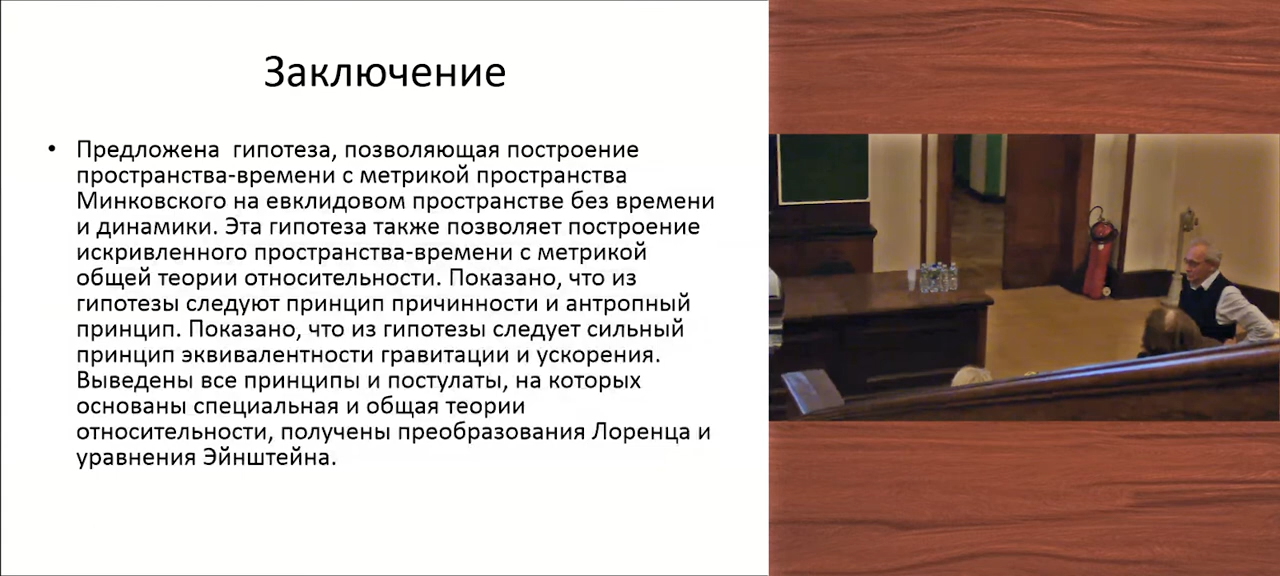 Заключение
• Предложена  гипотеза, позволяющая построение
пространства-времени с метрикой пространства
Минковского на евклидовом пространстве без времени
и динамики. Эта гипотеза также позволяет построение
искривленного пространства-времени с метрикой
общей теории относительности. Показано, что из
гипотезы следуют принцип причинности и антропный
принцип. Показано, что из гипотезы следует сильный
принцип эквивалентности гравитации и ускорения.
Выведены все принципы и постулаты, на которых
основаны специальная и общая теории
относительности, получены преобразования Лоренца и
уравнения Эйнштейна.